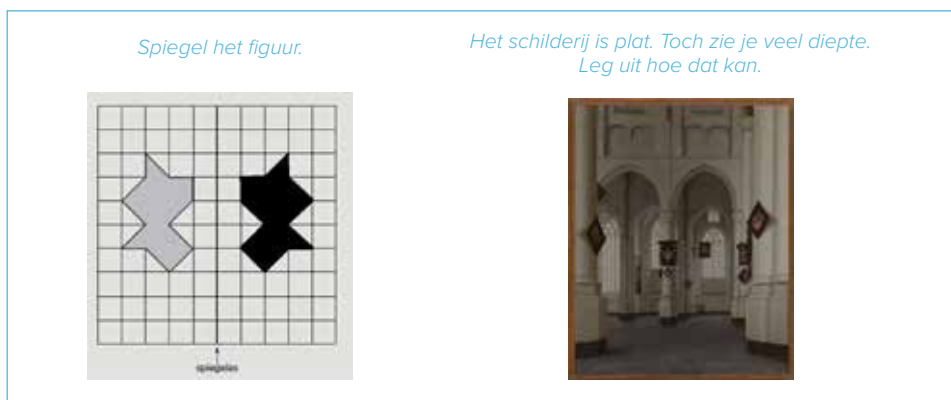 Spiegel het figuur.
Het schilderij is plat. Toch zie je veel diepte.
Leg uit hoe dat kan.
spiegelas